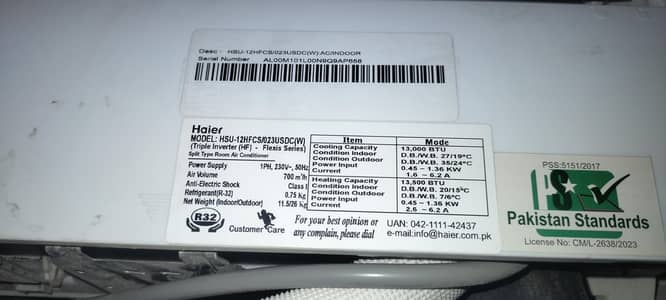 Desc:- HSU-12HFCS/023USDC(W);AC/INDOOR
Serial Number AL00M101L00N9Q9AP658
Haier
MODEL: HSU-12HFCS/023USDC(W)
(Triple Inverter (HF) - Flexis Series)
Split Type Room Air Conditioner
Power Supply 1PH, 230V~, 50Hz
Air Volume 700 m³/h
Anti-Electric Shock Class I
Refrigerant(R-32) 0.75 Kg
Net Weight (Indoor/Outdoor) 11.5/26 Kg
Item Mode
Cooling Capacity 13,000 BTU
Condition Indoor D.B./W.B. 27/19°C
Condition Outdoor D.B./W.B. 35/24°C
Power Input 0.45 - 1.36 KW
Current 1.6 - 6.2 A
Heating Capacity 13,500 BTU
Condition Indoor D.B./W.B. 20/15°C
Condition Outdoor D.B./W.B. 7/6°C
Power Input 0.45 - 1.36 KW
Current 2.6 - 6.2 A
R32
Customer Care
For your best opinion or
any complain, please dial
UAN: 042-1111-42437
e-mail:info@haier.com.pk
PSS:5151/2017
Pakistan Standards
License No: CM/L-2638/2023